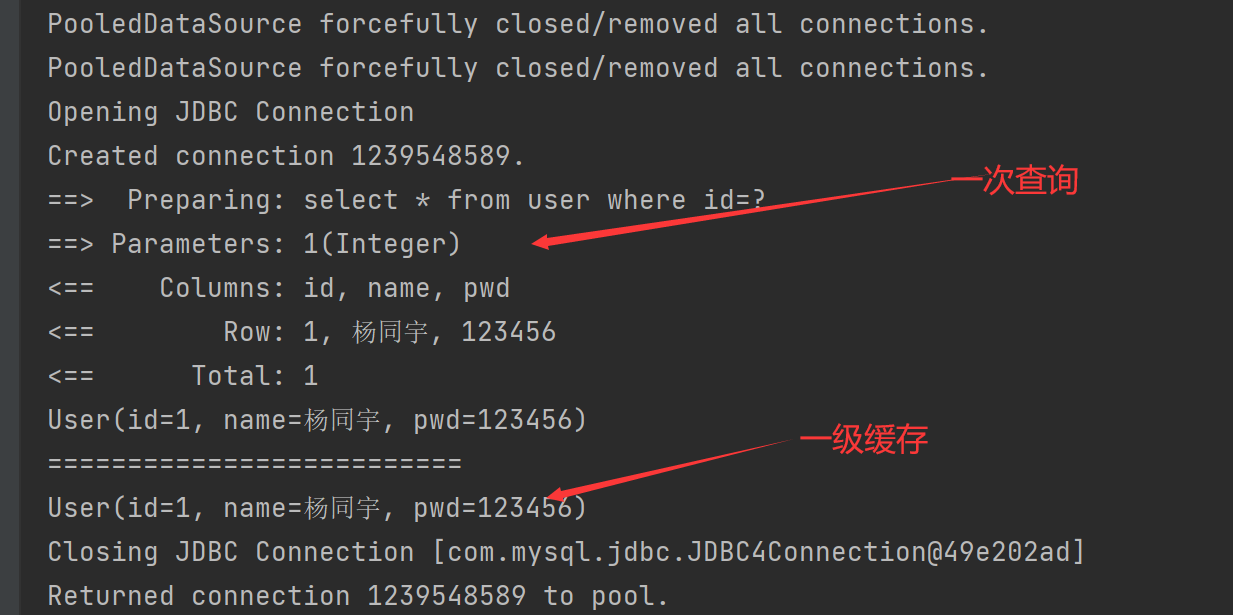 PooledDataSource forcefully closed/removed all connections.
PooledDataSource forcefully closed/removed all connections.
Opening JDBC Connection
Created connection 1239548589.
==>  Preparing: select * from user where id=?
一次查询
==> Parameters: 1(Integer)
<==    Columns: id, name, pwd
<==        Row: 1, 杨同宇, 123456
<==      Total: 1
User(id=1, name=杨同宇, pwd=123456)
一级缓存
==========================
User(id=1, name=杨同宇, pwd=123456)
Closing JDBC Connection [com.mysql.jdbc.JDBC4Connection@49e202ad]
Returned connection 1239548589 to pool.